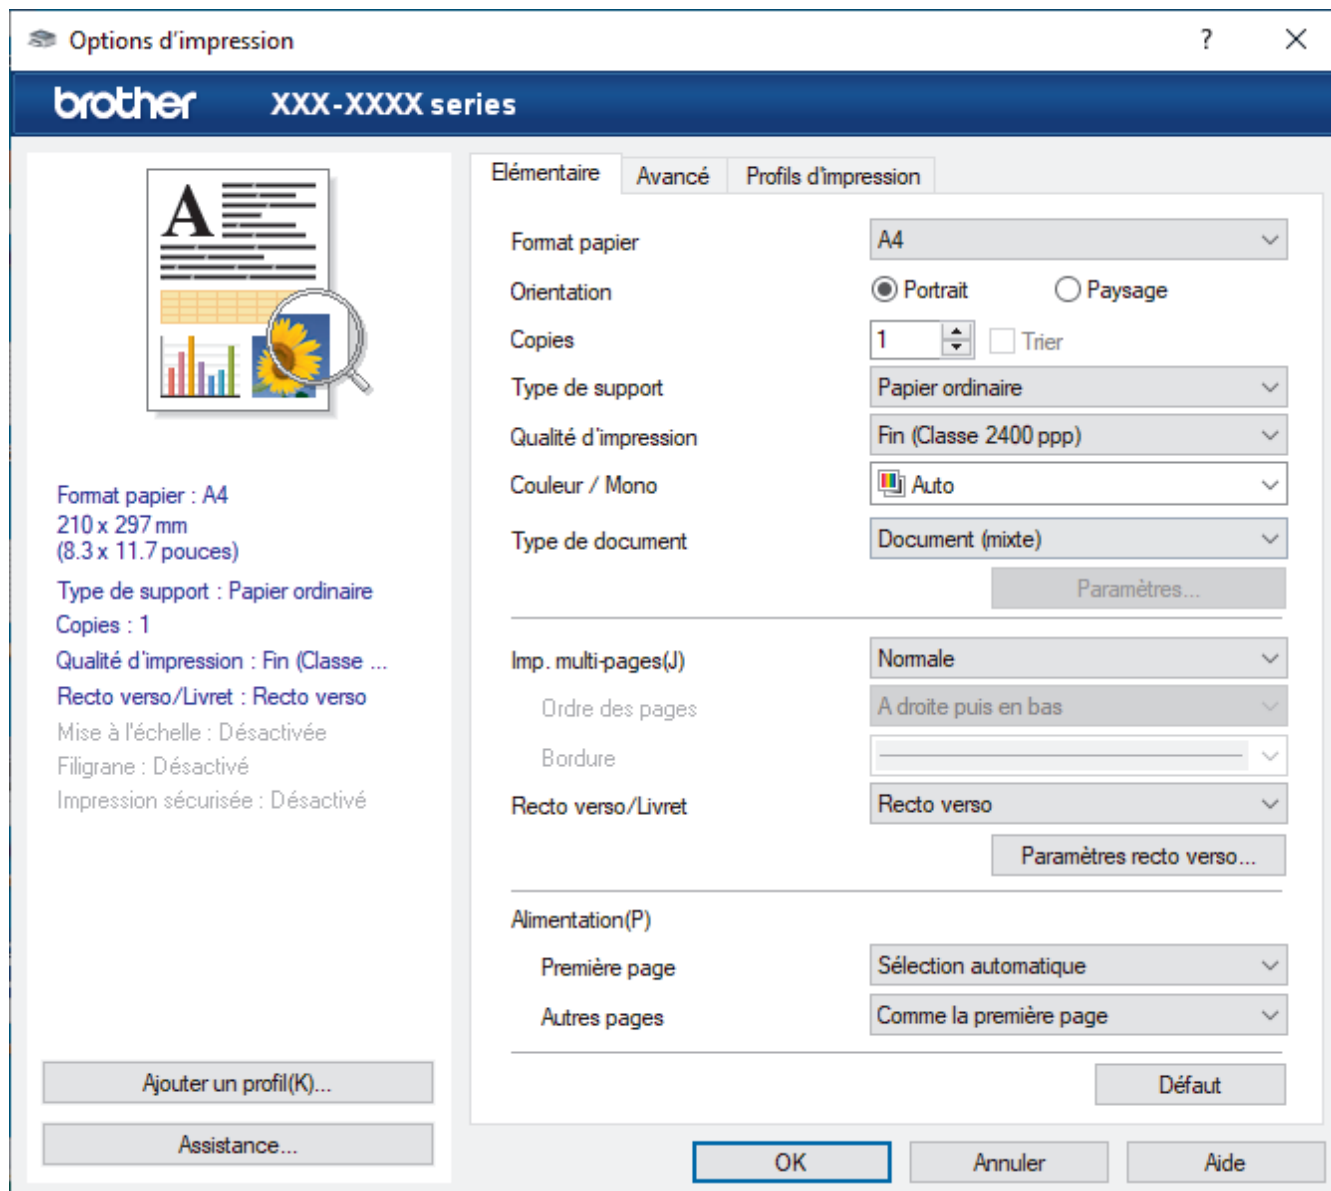 Options d'impression
?
brother XXX-XXXX series
A
Format papier : A4
210 x 297 mm
(8.3 x 11.7 pouces)
Type de support : Papier ordinaire
Copies : 1
Qualité d'impression : Fin (Classe ...
Recto verso/Livret : Recto verso
Mise à l'échelle : Désactivée
Filigrane : Désactivé
Impression sécurisée : Désactivé
Ajouter un profil(K)...
Assistance...
Elémentaire Avancé Profils d'impression
Format papier A4
Orientation Portrait Paysage
Copies 1 Trier
Type de support Papier ordinaire
Qualité d'impression Fin (Classe 2400 ppp)
Couleur / Mono Auto
Type de document Document (mixte)
Paramètres...
Imp. multi-pages(J) Normale
Ordre des pages A droite puis en bas
Bordure
Recto verso/Livret Recto verso
Paramètres recto verso...
Alimentation(P)
Première page Sélection automatique
Autres pages Comme la première page
Défaut
OK Annuler Aide